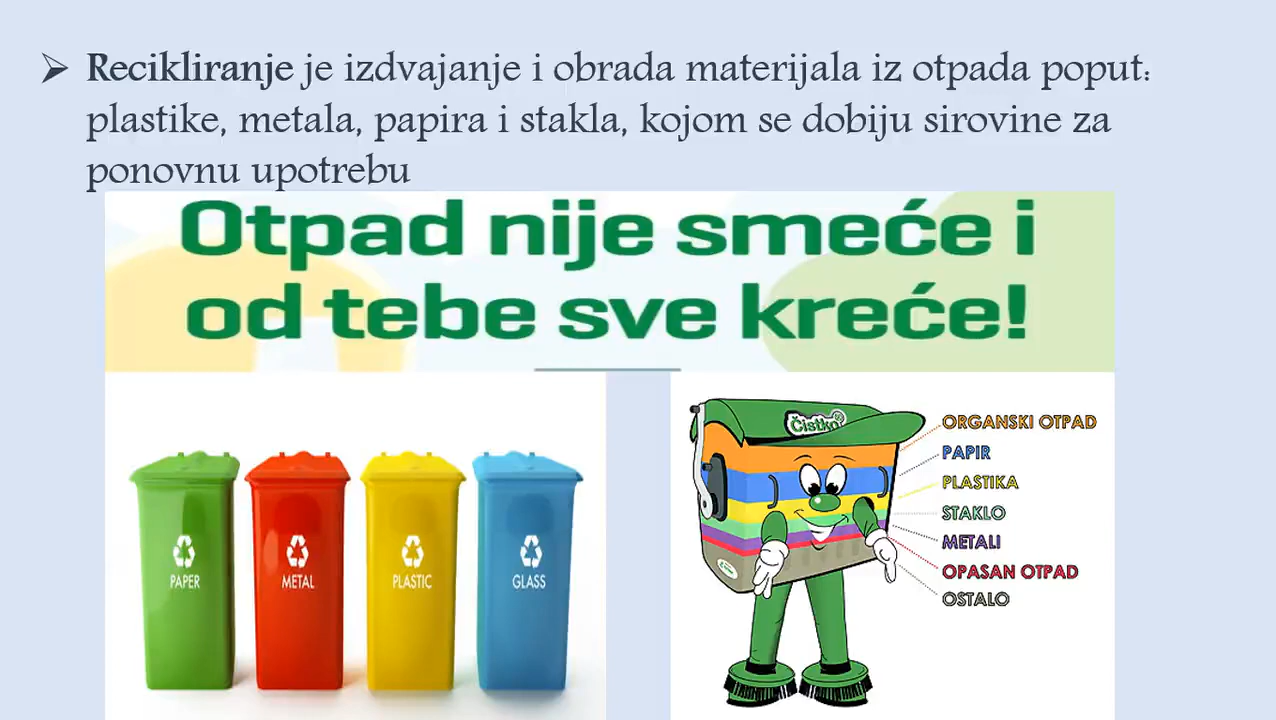 Recikliranje je izdvajanje i obrada materijala iz otpada poput:
plastike, metala, papira i stakla, kojom se dobiju sirovine za
ponovnu upotrebu
Otpad nije smeće i
od tebe sve kreće!
PAPER
METAL
PLASTIC
GLASS
Čistko
ORGANSKI OTPAD
PAPIR
PLASTIKA
STAKLO
METALI
OPASAN OTPAD
OSTALO